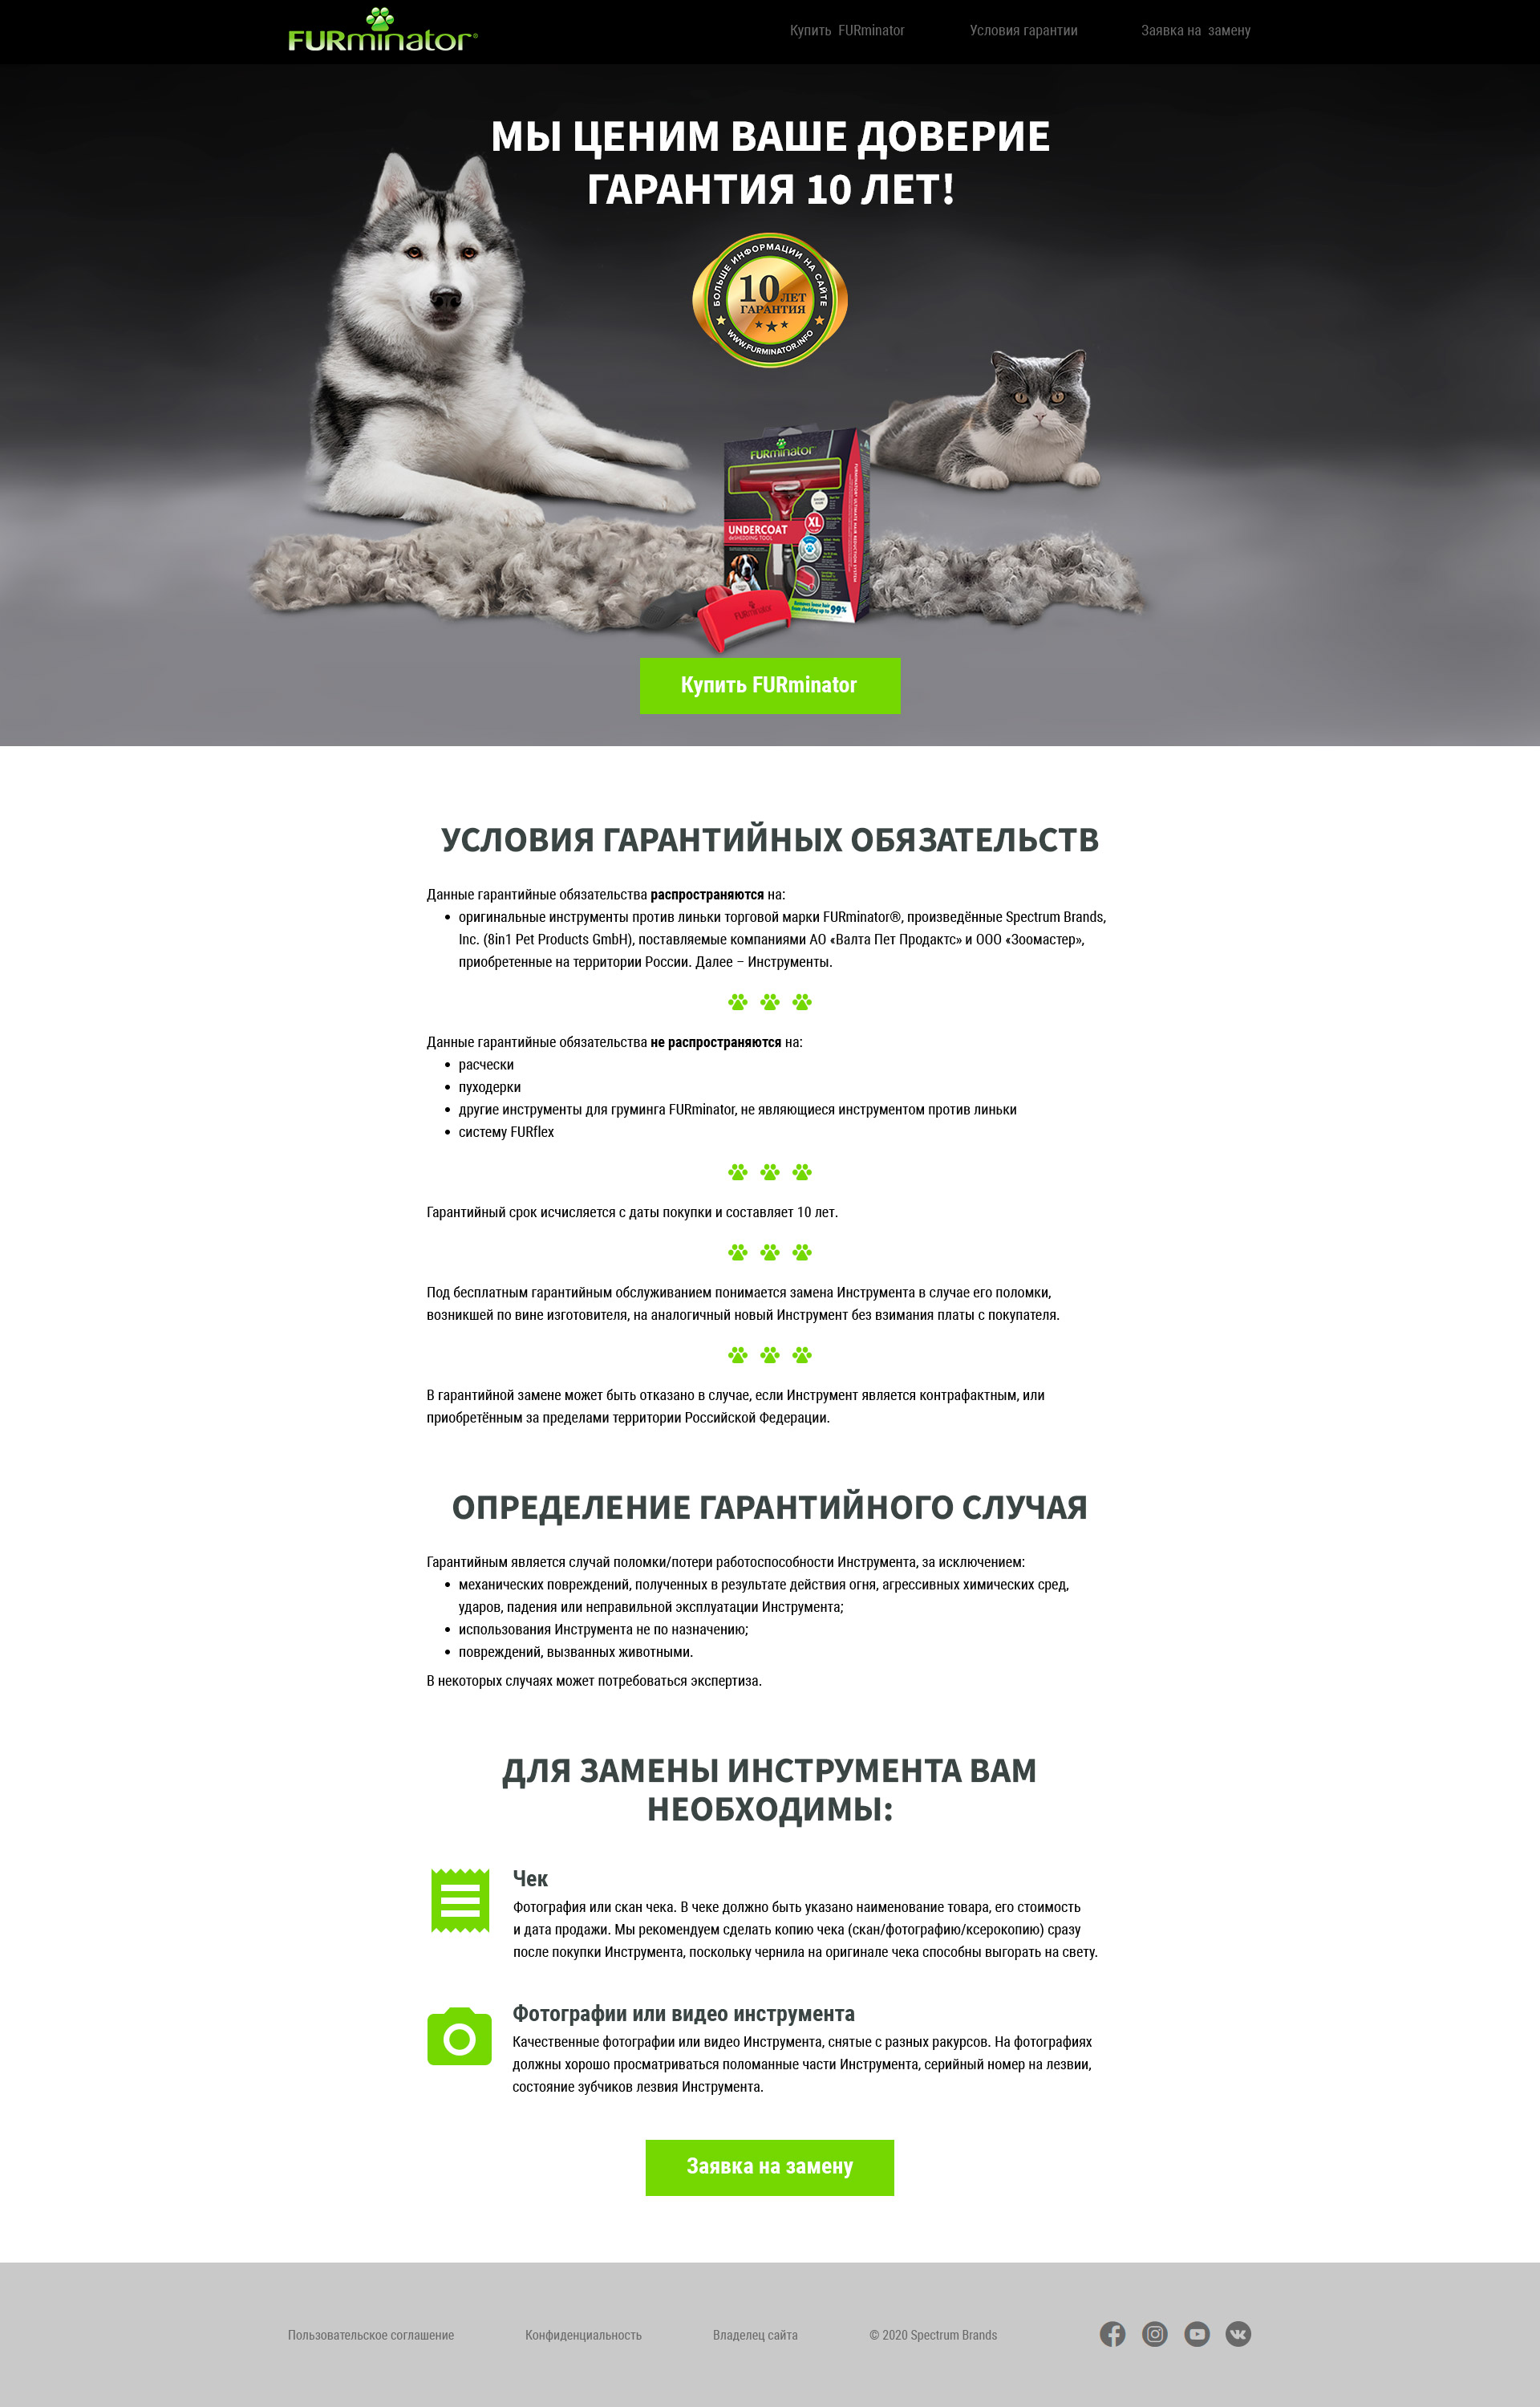 FURminator®
Купить FURminator
Условия гарантии
Заявка на замену
МЫ ЦЕНИМ ВАШЕ ДОВЕРИЕ
ГАРАНТИЯ 10 ЛЕТ!
БОЛЬШЕ ИНФОРМАЦИИ НА САЙТЕ
10 ЛЕТ
ГАРАНТИЯ
WWW.FURMINATOR.INFO
FURminator
UNDERCOAT
deSHEDDING TOOL
XL
99%
FURminator
Купить FURminator
УСЛОВИЯ ГАРАНТИЙНЫХ ОБЯЗАТЕЛЬСТВ
Данные гарантийные обязательства распространяются на:
• оригинальные инструменты против линьки торговой марки FURminator®, произведённые Spectrum Brands,
Inc. (8in1 Pet Products GmbH), поставляемые компаниями АО «Валта Пет Продактс» и ООО «Зоомастер»,
приобретенные на территории России. Далее – Инструменты.
Данные гарантийные обязательства не распространяются на:
• расчески
• пуходерки
• другие инструменты для груминга FURminator, не являющиеся инструментом против линьки
• систему FURflex
Гарантийный срок исчисляется с даты покупки и составляет 10 лет.
Под бесплатным гарантийным обслуживанием понимается замена Инструмента в случае его поломки,
возникшей по вине изготовителя, на аналогичный новый Инструмент без взимания платы с покупателя.
В гарантийной замене может быть отказано в случае, если Инструмент является контрафактным, или
приобретённым за пределами территории Российской Федерации.
ОПРЕДЕЛЕНИЕ ГАРАНТИЙНОГО СЛУЧАЯ
Гарантийным является случай поломки/потери работоспособности Инструмента, за исключением:
• механических повреждений, полученных в результате действия огня, агрессивных химических сред,
ударов, падения или неправильной эксплуатации Инструмента;
• использования Инструмента не по назначению;
• повреждений, вызванных животными.
В некоторых случаях может потребоваться экспертиза.
ДЛЯ ЗАМЕНЫ ИНСТРУМЕНТА ВАМ
НЕОБХОДИМЫ:
Чек
Фотография или скан чека. В чеке должно быть указано наименование товара, его стоимость
и дата продажи. Мы рекомендуем сделать копию чека (скан/фотографию/ксерокопию) сразу
после покупки Инструмента, поскольку чернила на оригинале чека способны выгорать на свету.
Фотографии или видео инструмента
Качественные фотографии или видео Инструмента, снятые с разных ракурсов. На фотографиях
должны хорошо просматриваться поломанные части Инструмента, серийный номер на лезвии,
состояние зубчиков лезвия Инструмента.
Заявка на замену
Пользовательское соглашение
Конфиденциальность
Владелец сайта
© 2020 Spectrum Brands